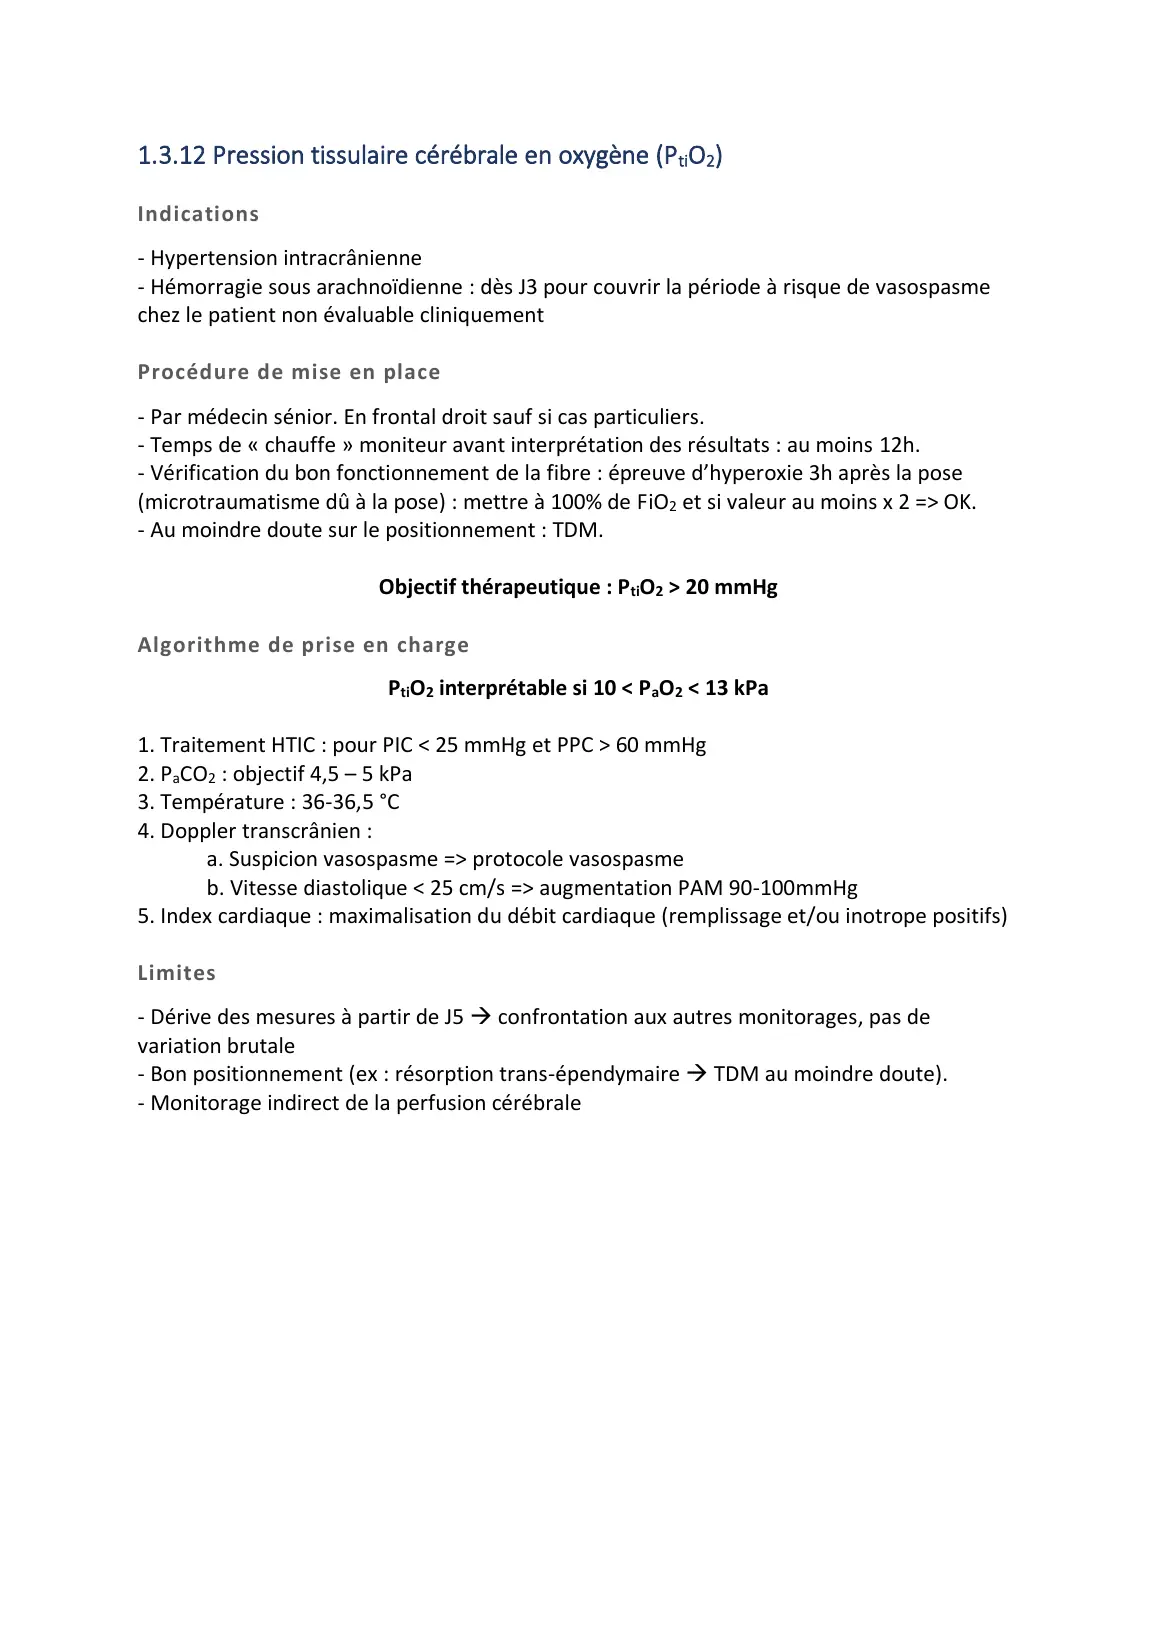 1.3.12 Pression tissulaire cérébrale en oxygène (PtiO2)
Indications
- Hypertension intracrânienne
- Hémorragie sous arachnoïdienne : dès J3 pour couvrir la période à risque de vasospasme
chez le patient non évaluable cliniquement
Procédure de mise en place
- Par médecin sénior. En frontal droit sauf si cas particuliers.
- Temps de « chauffe » moniteur avant interprétation des résultats : au moins 12h.
- Vérification du bon fonctionnement de la fibre : épreuve d’hyperoxie 3h après la pose
(microtraumatisme dû à la pose) : mettre à 100% de FiO2 et si valeur au moins x 2 => OK.
- Au moindre doute sur le positionnement : TDM.
Objectif thérapeutique : PtiO2 > 20 mmHg
Algorithme de prise en charge
PtiO2 interprétable si 10 < PaO2 < 13 kPa
1. Traitement HTIC : pour PIC < 25 mmHg et PPC > 60 mmHg
2. PaCO2 : objectif 4,5 – 5 kPa
3. Température : 36-36,5 °C
4. Doppler transcrânien :
a. Suspicion vasospasme => protocole vasospasme
b. Vitesse diastolique < 25 cm/s => augmentation PAM 90-100mmHg
5. Index cardiaque : maximalisation du débit cardiaque (remplissage et/ou inotrope positifs)
Limites
- Dérive des mesures à partir de J5 → confrontation aux autres monitorages, pas de
variation brutale
- Bon positionnement (ex : résorption trans-épendymaire → TDM au moindre doute).
- Monitorage indirect de la perfusion cérébrale